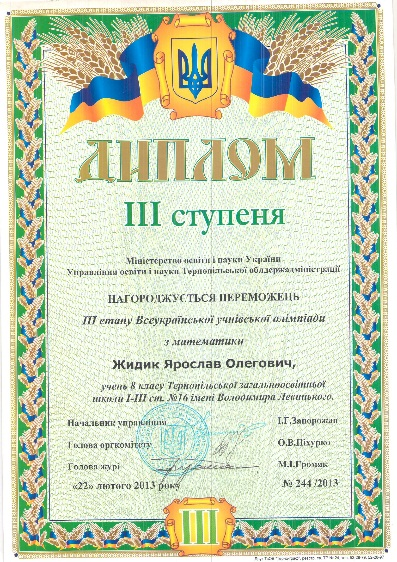 ДИПЛОМ
III ступеня
Міністерство освіти і науки України
Управління освіти і науки Тернопільської облдержадміністрації
НАГОРОДЖУЄТЬСЯ ПЕРЕМОЖЕЦЬ
III етапу Всеукраїнської учнівської олімпіади
з математики
Жидик Ярослав Олегович,
учень 8 класу Тернопільської загальноосвітньої
школи І-ІІІ ст. №16 імені Володимира Левицького.
Начальник управління І.Г.Запорожан
Голова оргкомітету О.В.Піхурко
Голова журі М.І.Громяк
«22» лютого 2013 року № 244 /2013
III